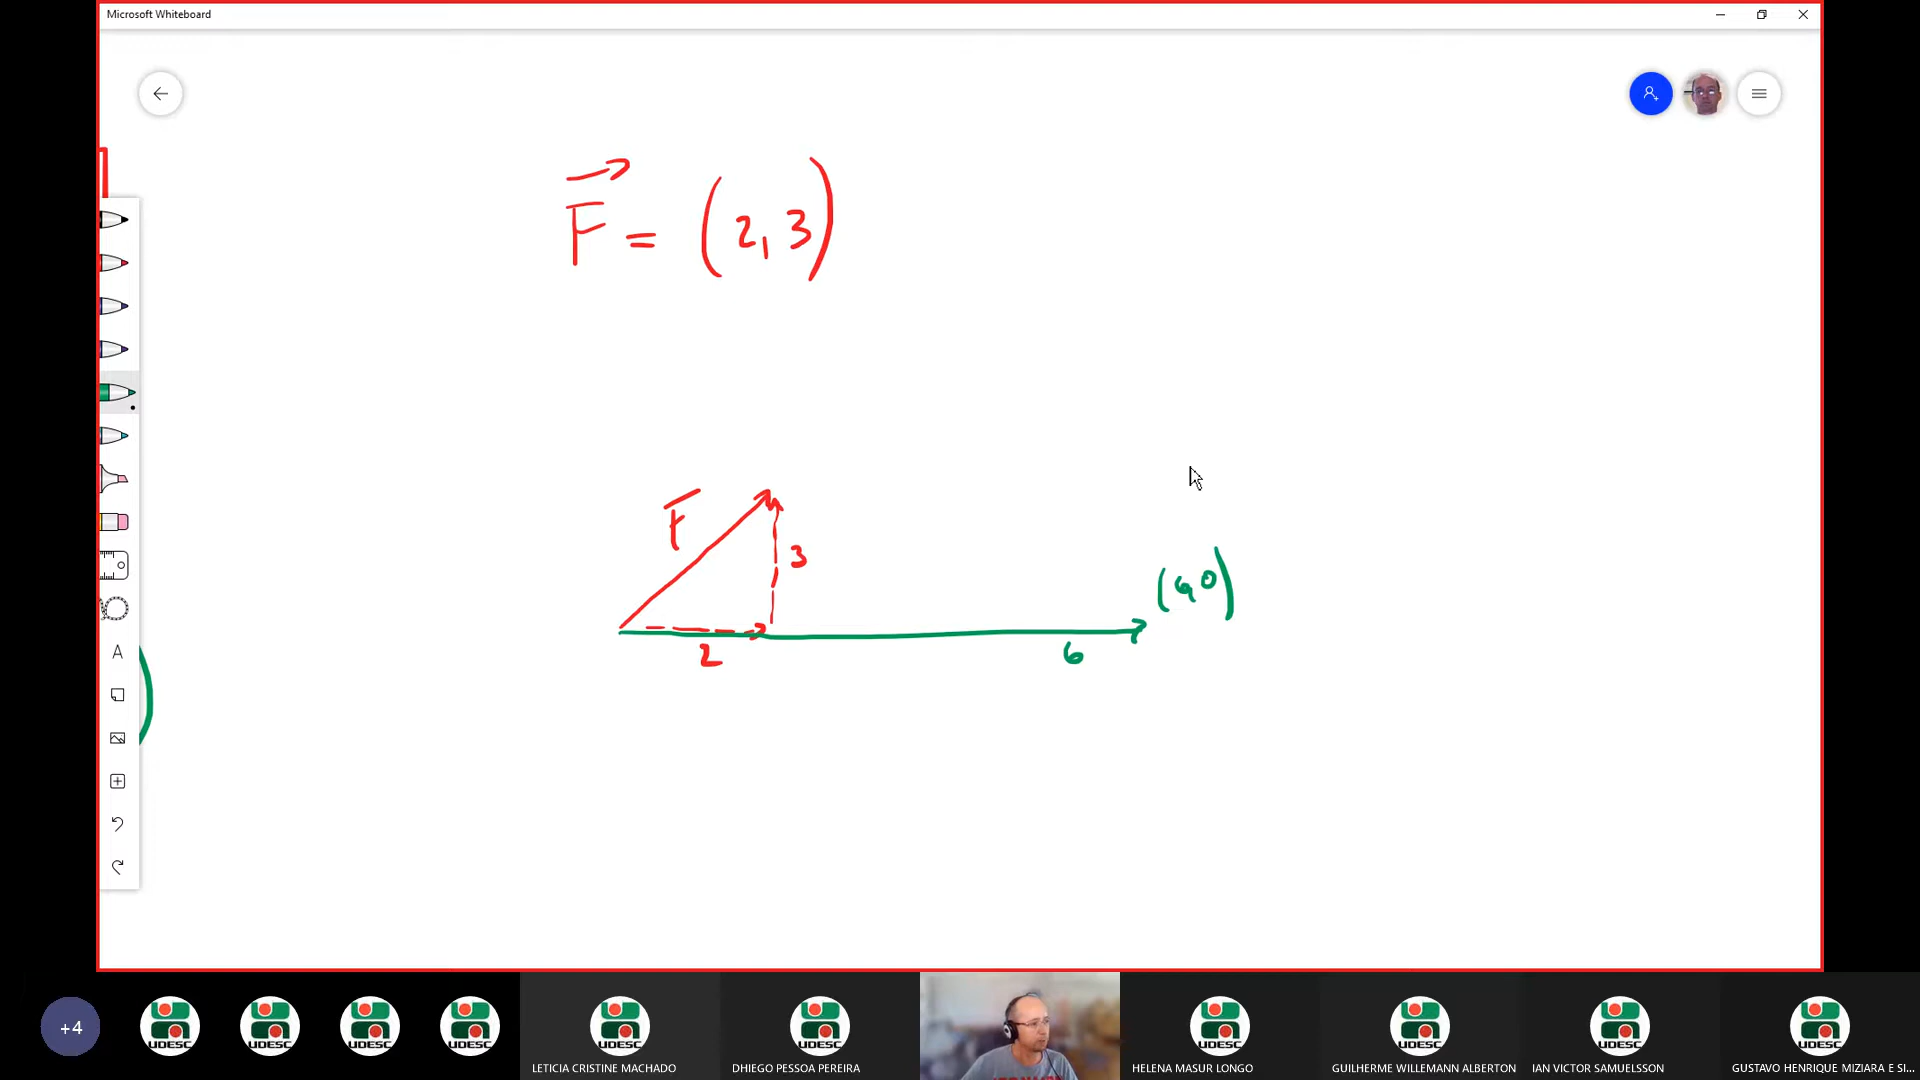 Microsoft Whiteboard
F = (2, 3)
F
3
(6,0)
2
6
A
+4
UDESC
UDESC
UDESC
UDESC
UDESC
UDESC
UDESC
UDESC
UDESC
UDESC
LETICIA CRISTINE MACHADO
DHIEGO PESSOA PEREIRA
HELENA MASUR LONGO
GUILHERME WILLEMANN ALBERTON
IAN VICTOR SAMUELSSON
GUSTAVO HENRIQUE MIZIARA E SI...